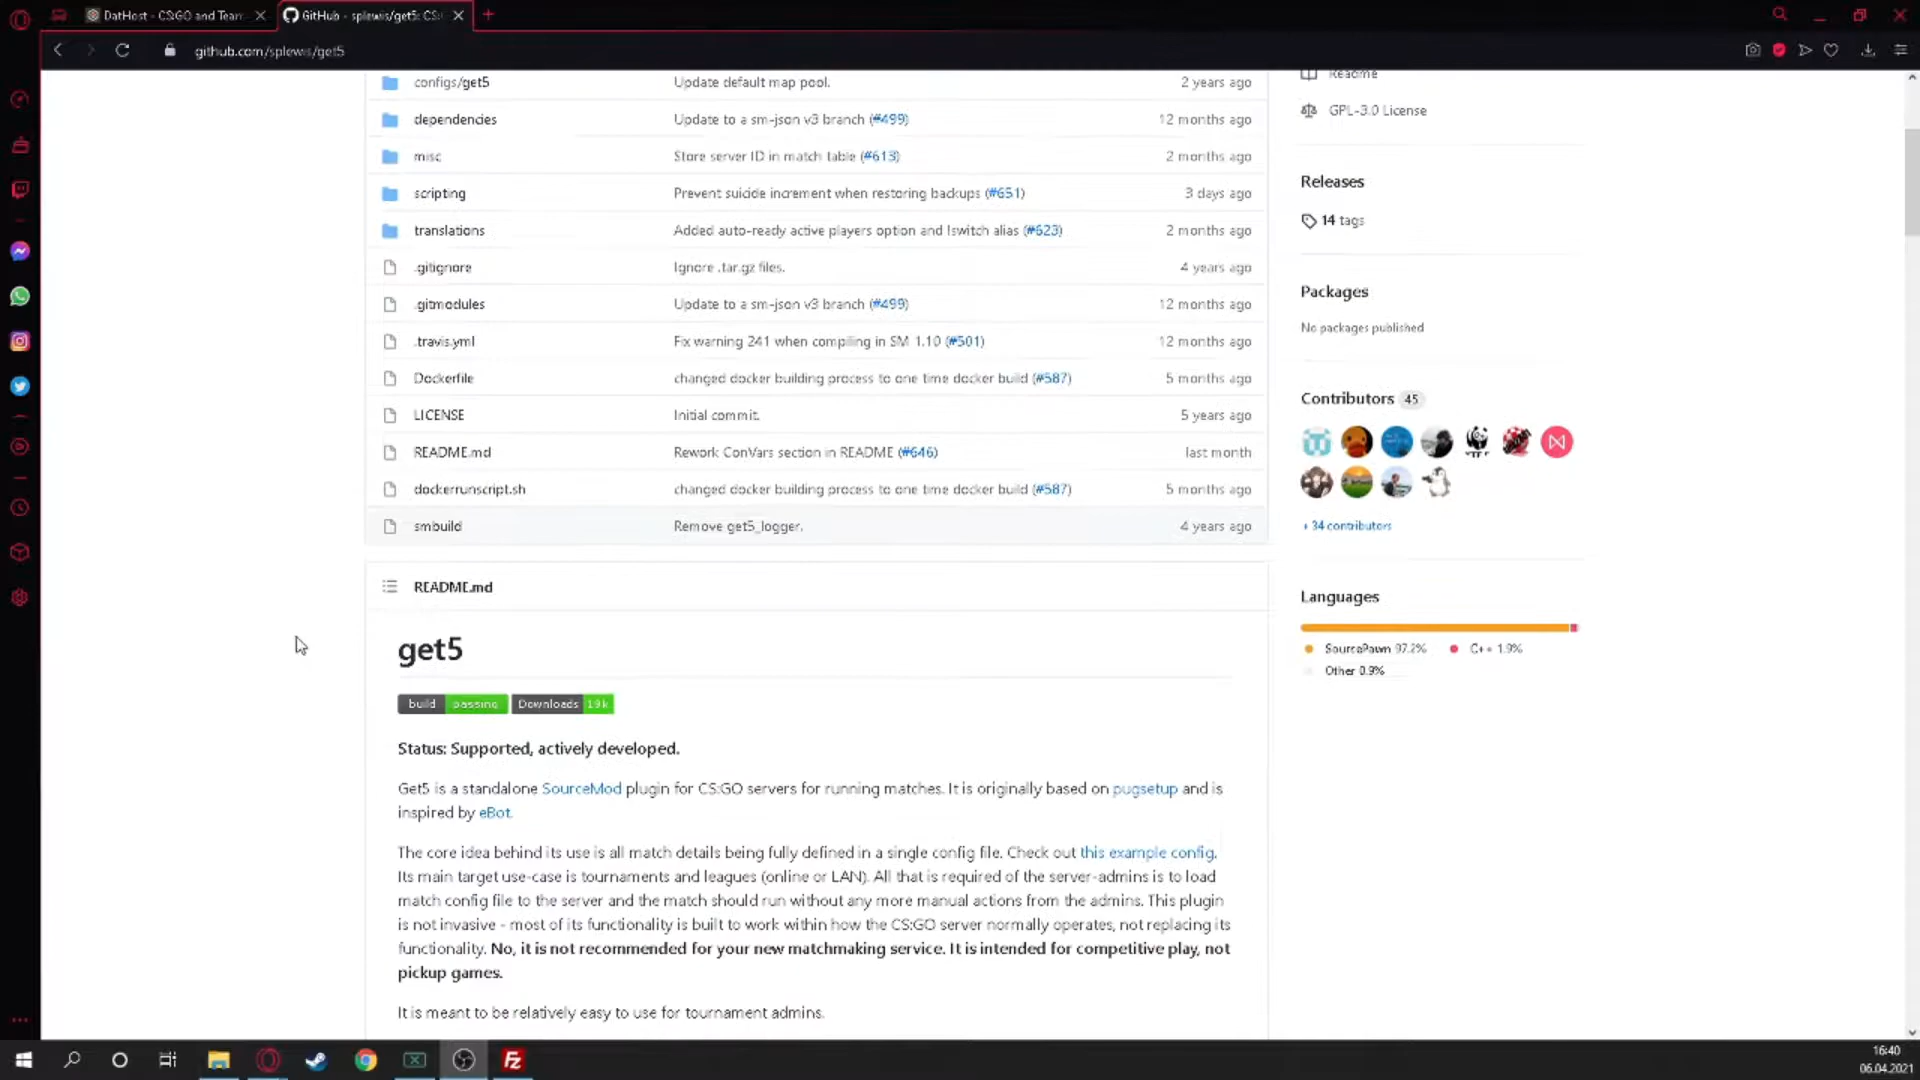 DatHost - CS:GO and Team
GitHub - splewis/get5: CS:
github.com/splewis/get5
configs/get5 Update default map pool. 2 years ago
Readme
dependencies Update to a sm-json v3 branch (#499) 12 months ago
GPL-3.0 License
misc Store server ID in match table (#613) 2 months ago
scripting Prevent suicide increment when restoring backups (#651) 3 days ago
Releases
translations Added auto-ready active players option and !switch alias (#623) 2 months ago
14 tags
.gitignore Ignore .tar.gz files. 4 years ago
.gitmodules Update to a sm-json v3 branch (#499) 12 months ago
Packages
No packages published
.travis.yml Fix warning 241 when compiling in SM 1.10 (#501) 12 months ago
Dockerfile changed docker building process to one time docker build (#587) 5 months ago
Contributors 45
LICENSE Initial commit. 5 years ago
README.md Rework ConVars section in README (#646) last month
dockerrunscript.sh changed docker building process to one time docker build (#587) 5 months ago
smbuild Remove get5_logger. 4 years ago
+ 34 contributors
README.md
Languages
SourcePawn 97.2% C++ 1.9%
Other 0.9%
get5
build passing Downloads 19k
Status: Supported, actively developed.
Get5 is a standalone SourceMod plugin for CS:GO servers for running matches. It is originally based on pugsetup and is
inspired by eBot.
The core idea behind its use is all match details being fully defined in a single config file. Check out this example config.
Its main target use-case is tournaments and leagues (online or LAN). All that is required of the server-admins is to load
match config file to the server and the match should run without any more manual actions from the admins. This plugin
is not invasive - most of its functionality is built to work within how the CS:GO server normally operates, not replacing its
functionality. No, it is not recommended for your new matchmaking service. It is intended for competitive play, not
pickup games.
It is meant to be relatively easy to use for tournament admins.
16:40
06.04.2021